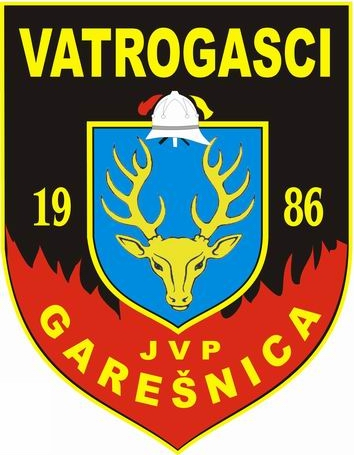 VATROGASCI
19 86
JVP
GAREŠNICA